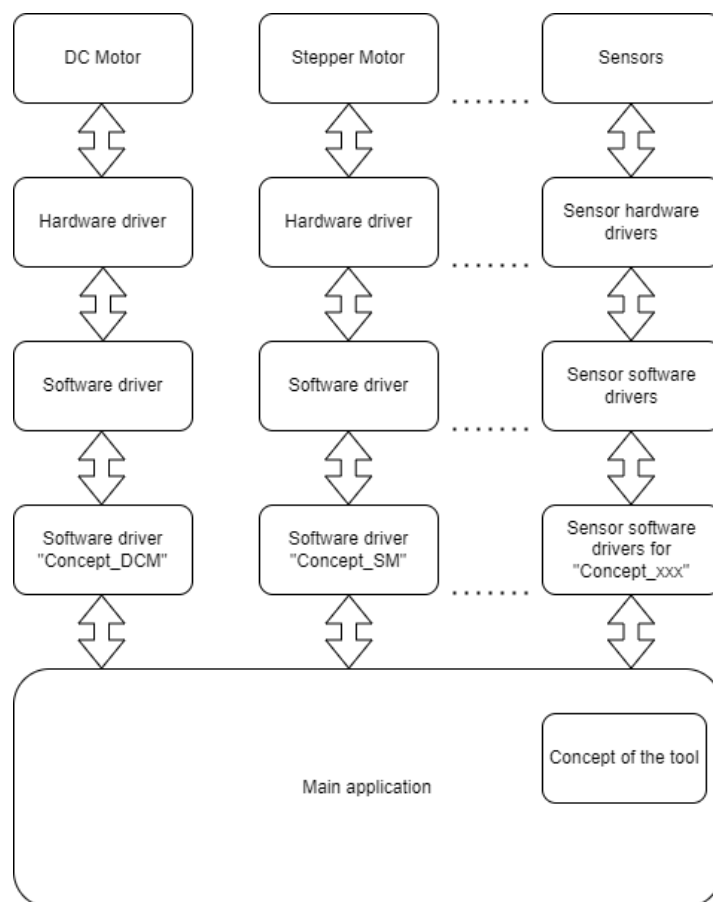 DC Motor
Stepper Motor
Sensors
Hardware driver
Hardware driver
Sensor hardware
drivers
Software driver
Software driver
Sensor software
drivers
Software driver
"Concept_DCM"
Software driver
"Concept_SM"
Sensor software
drivers for
"Concept_xxx"
Concept of the tool
Main application